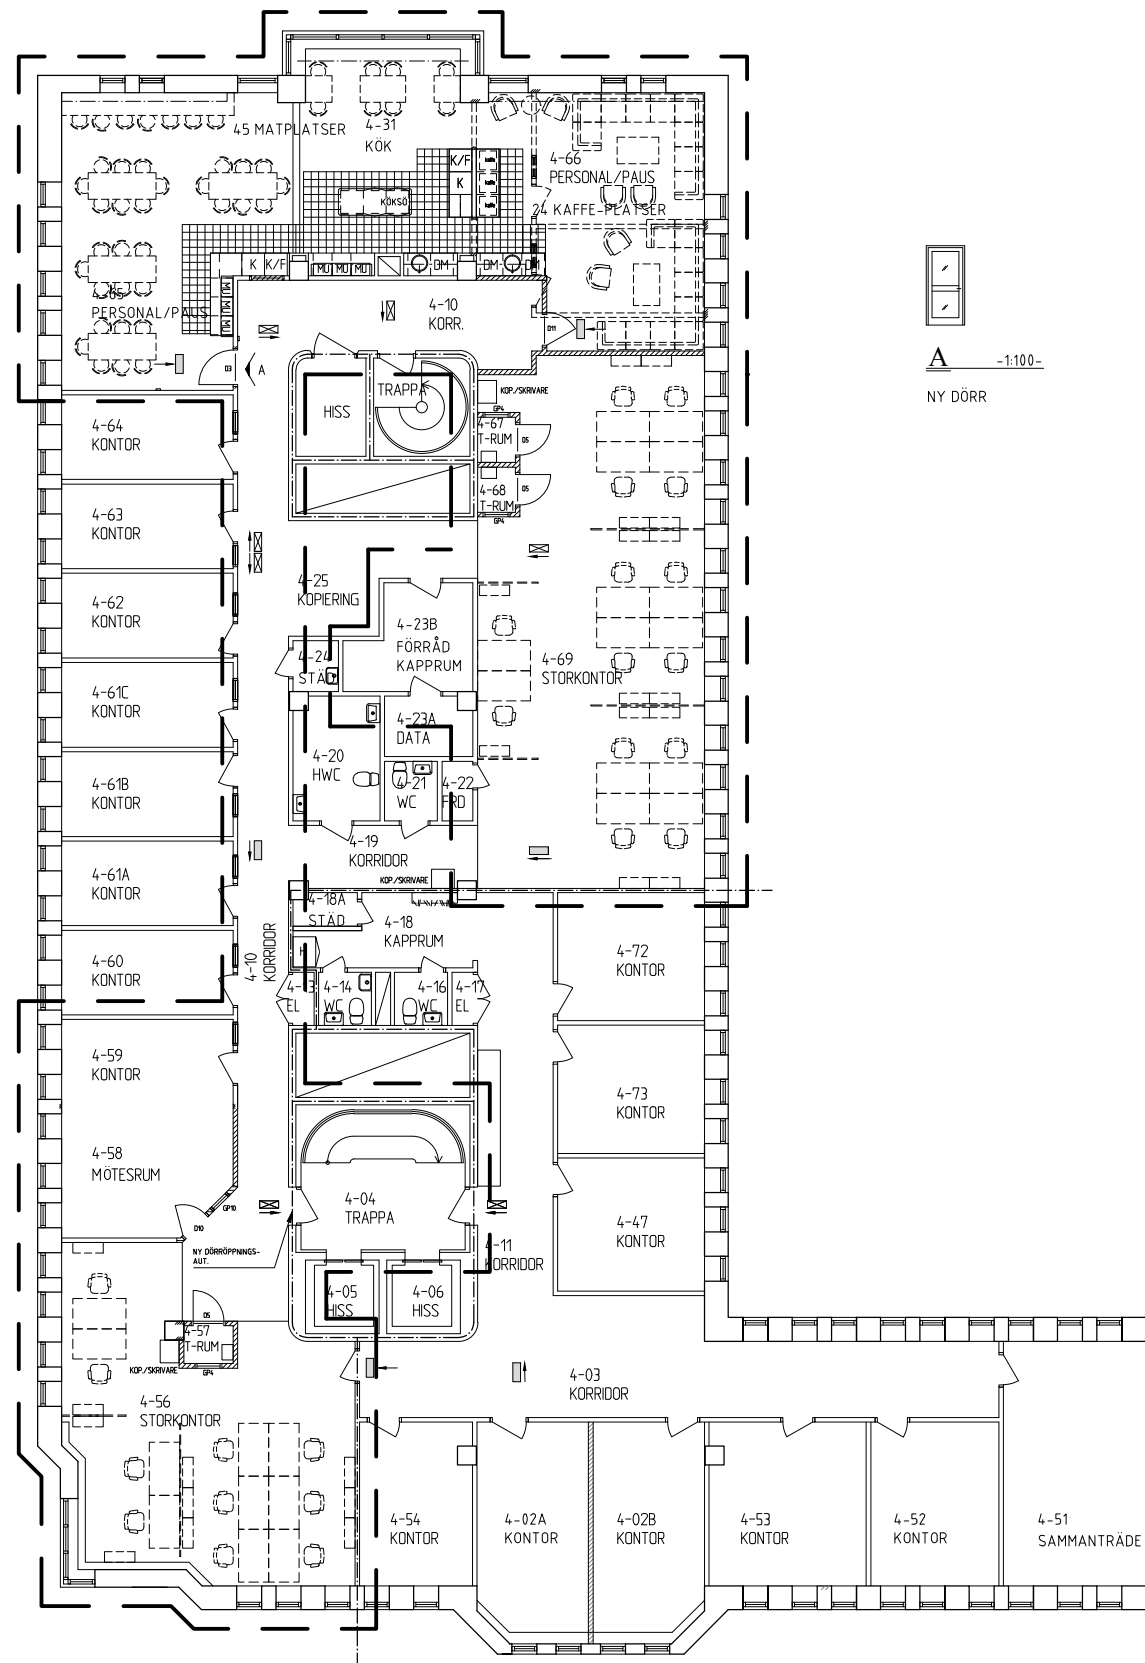 45 MATPLATSER
4-31
KÖK
K/F
K
kaffe
kaffe
kaffe
KÖKSÖ
4-66
PERSONAL/PAUS
24 KAFFE-PLATSER
K
K/F
MU
MU
MU
DM
DM
DM
MU
MU
MU
4-65
PERSONAL/PAUS
4-10
KORR.
D11
D3
A
HISS
TRAPPA
KOP./SKRIVARE
GP4
4-67
T-RUM
D5
4-68
T-RUM
D5
GP4
A
-1:100-
NY DÖRR
4-64
KONTOR
4-63
KONTOR
4-62
KONTOR
4-61C
KONTOR
4-61B
KONTOR
4-61A
KONTOR
4-60
KONTOR
4-25
KOPIERING
4-23B
FÖRRÅD
KAPPRUM
4-24
STÄD
4-69
STORKONTOR
4-23A
DATA
4-20
HWC
4-21
WC
4-22
FRD
4-19
KORRIDOR
KOP./SKRIVARE
4-18A
STÄD
4-18
KAPPRUM
4-10
KORRIDOR
H
4-13
EL
4-14
WC
4-16
WC
4-17
EL
4-72
KONTOR
4-59
KONTOR
4-73
KONTOR
4-58
MÖTESRUM
GP10
D10
4-04
TRAPPA
4-47
KONTOR
NY DÖRRÖPPNINGS-
AUT.
4-11
KORRIDOR
4-05
HISS
4-06
HISS
D5
4-57
T-RUM
GP4
KOP./SKRIVARE
4-03
KORRIDOR
4-56
STORKONTOR
4-54
KONTOR
4-02A
KONTOR
4-02B
KONTOR
4-53
KONTOR
4-52
KONTOR
4-51
SAMMANTRÄDE